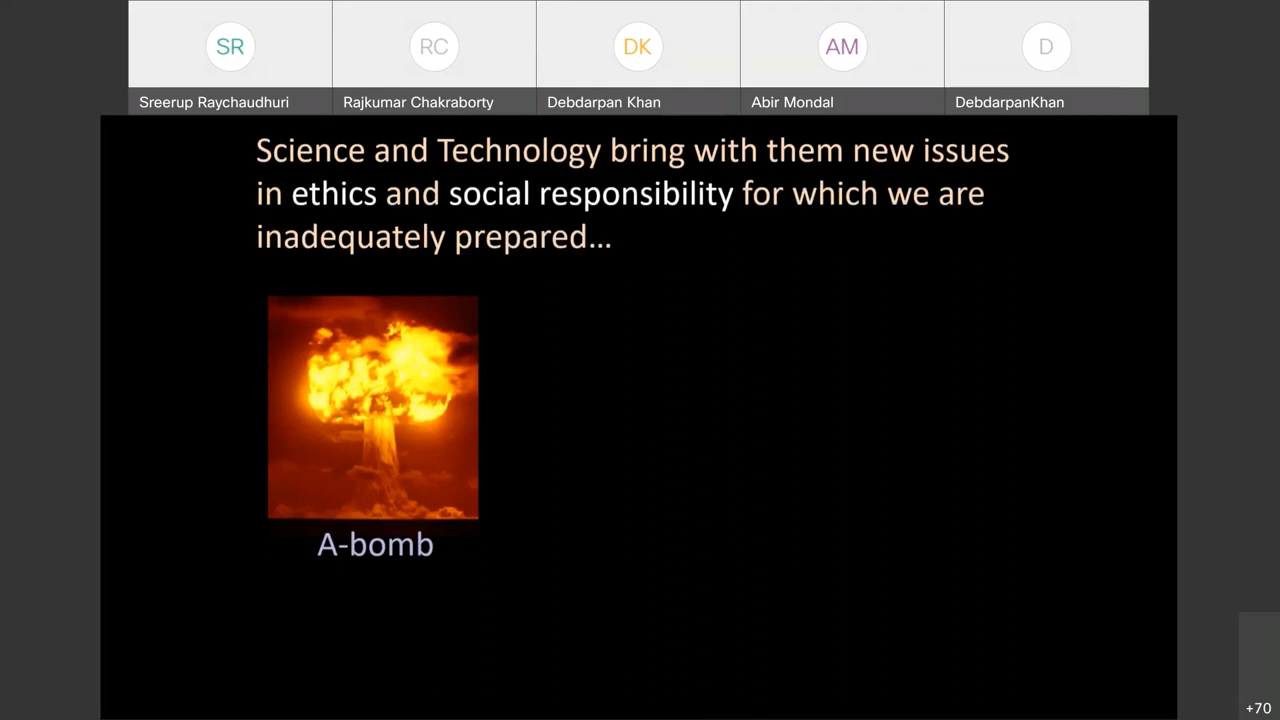 SR
RC
DK
AM
D
Sreerup Raychaudhuri
Rajkumar Chakraborty
Debdarpan Khan
Abir Mondal
DebdarpanKhan
Science and Technology bring with them new issues
in ethics and social responsibility for which we are
inadequately prepared...
A-bomb
+70